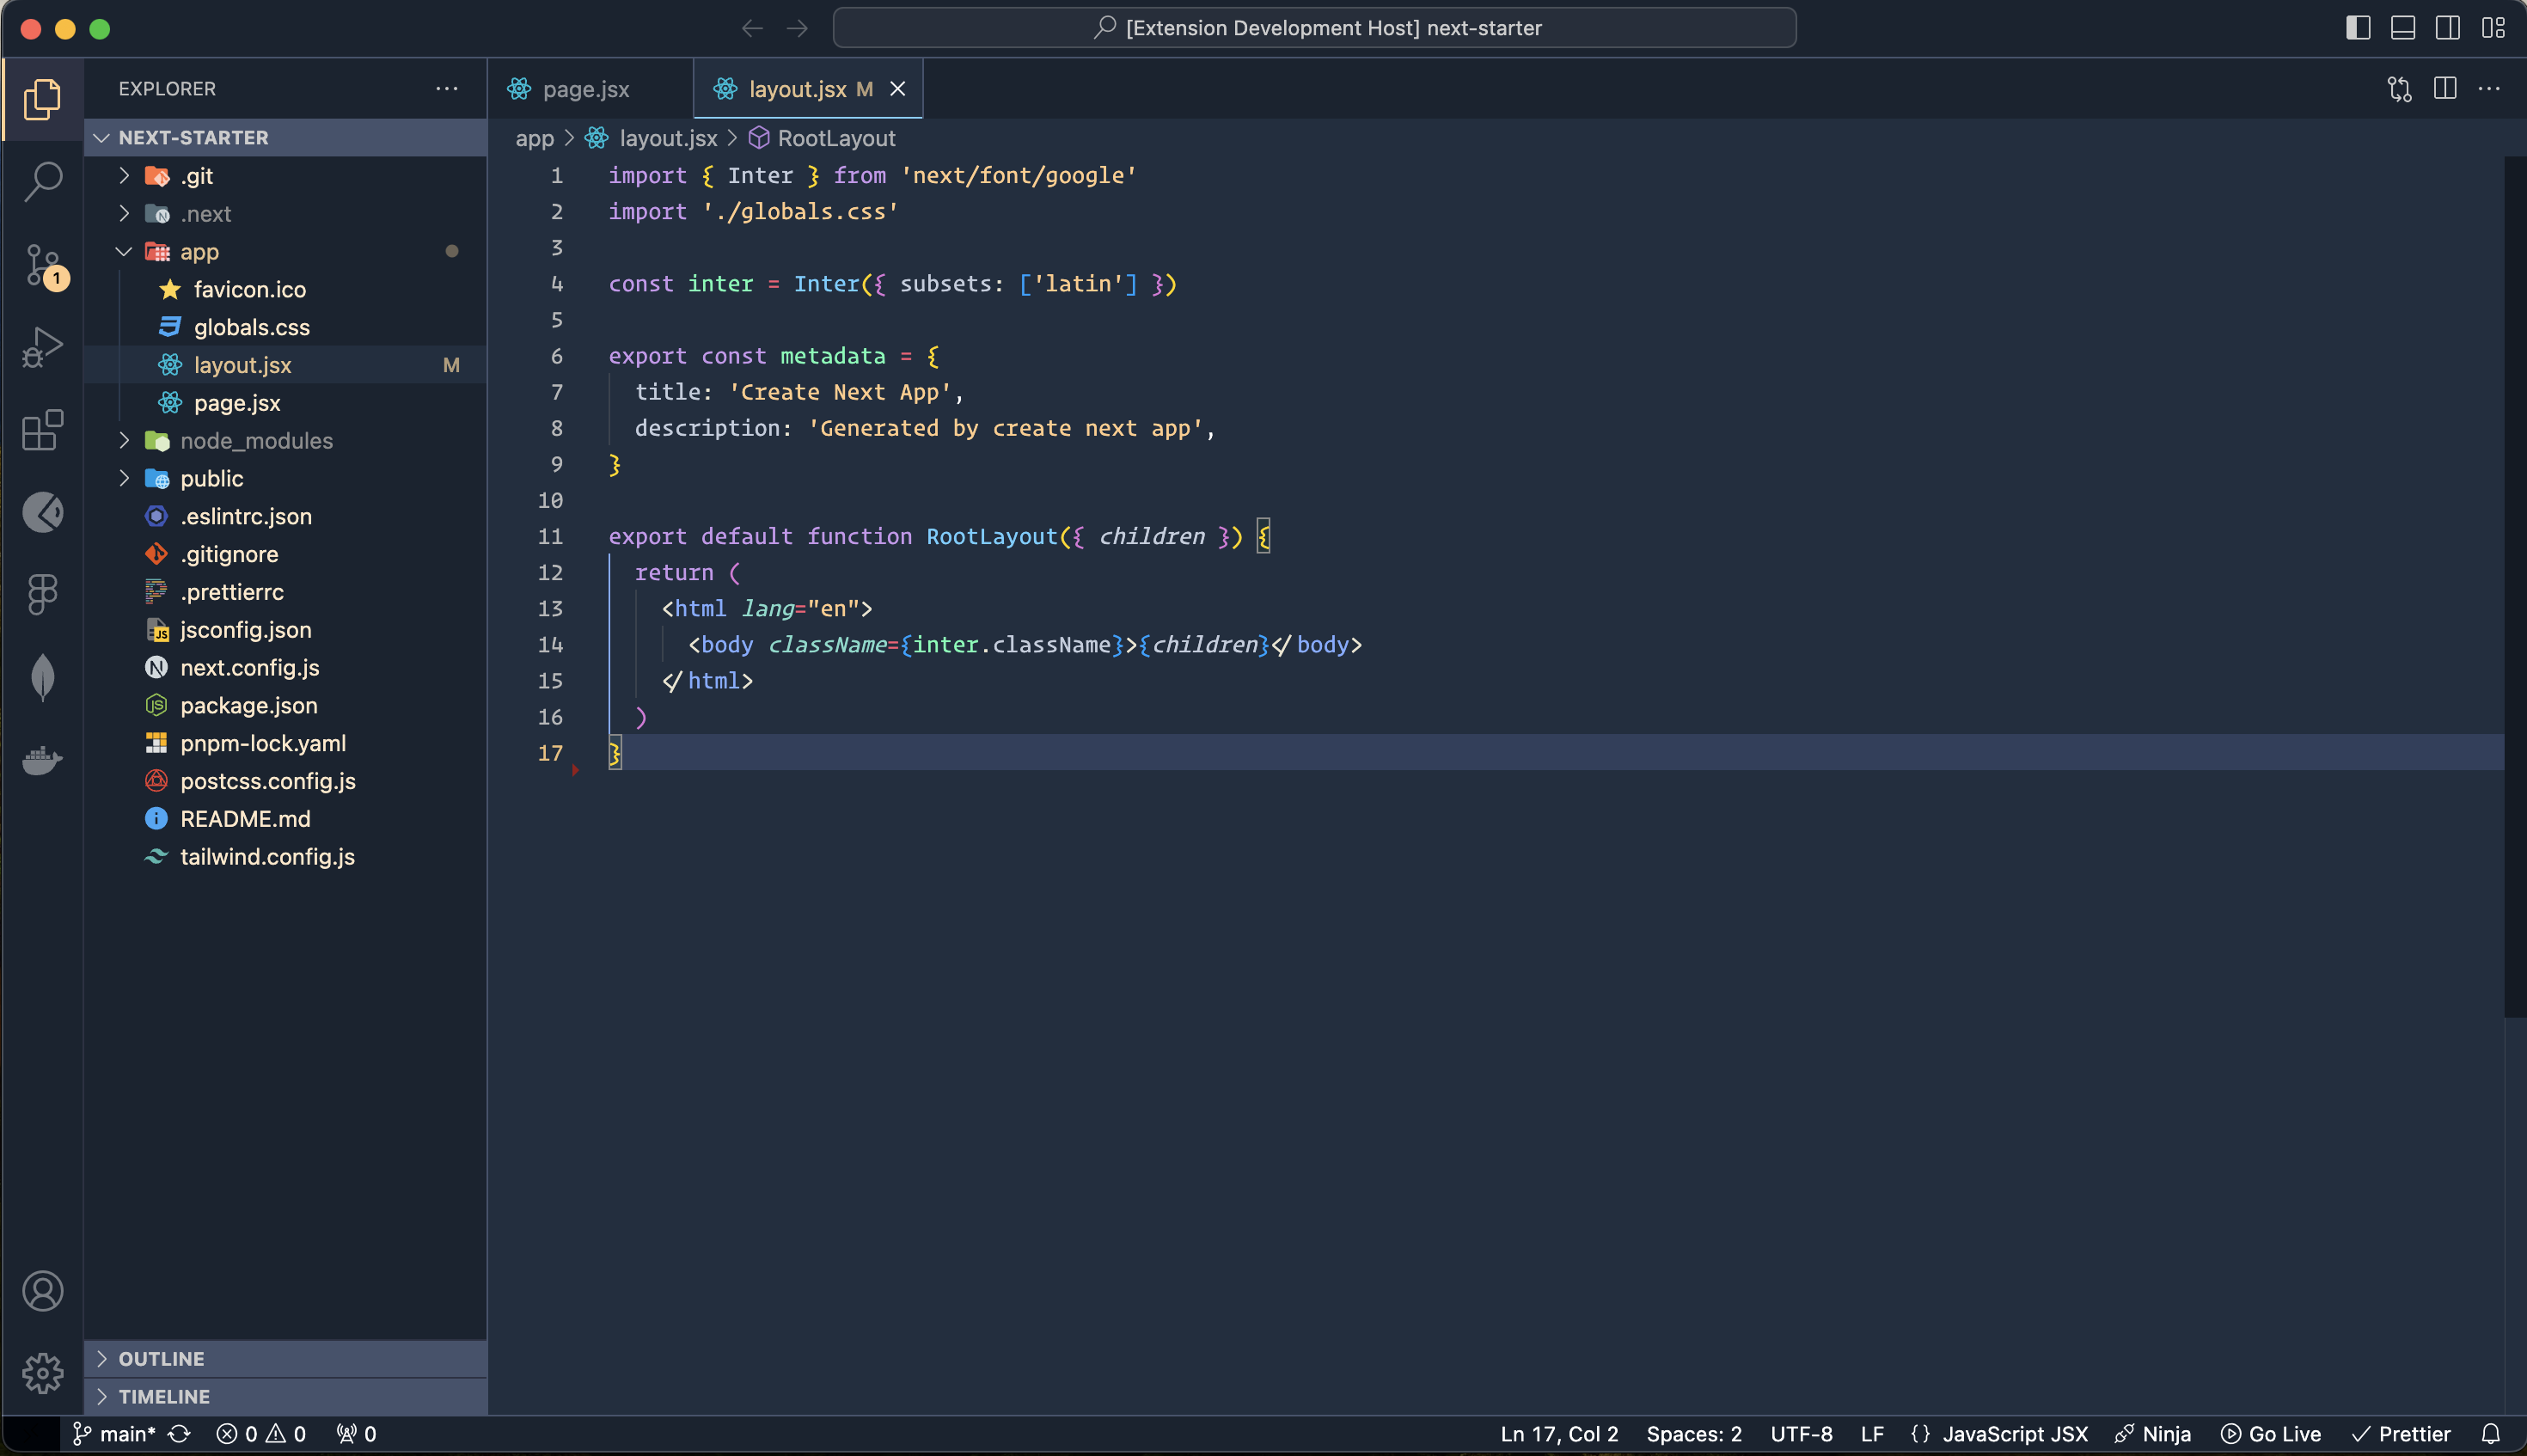 [Extension Development Host] next-starter
EXPLORER
NEXT-STARTER
.git
.next
app
favicon.ico
globals.css
layout.jsx M
page.jsx
node_modules
public
.eslintrc.json
.gitignore
.prettierrc
jsconfig.json
next.config.js
package.json
pnpm-lock.yaml
postcss.config.js
README.md
tailwind.config.js
OUTLINE
TIMELINE
1
page.jsx
layout.jsx M
app > layout.jsx > RootLayout
1 import { Inter } from 'next/font/google'
2 import './globals.css'
3
4 const inter = Inter({ subsets: ['latin'] })
5
6 export const metadata = {
7 title: 'Create Next App',
8 description: 'Generated by create next app',
9 }
10
11 export default function RootLayout({ children }) {
12 return (
13 <html lang="en">
14 <body className={inter.className}>{children}</body>
15 </html>
16 )
17 }
main* 0 0 0 Ln 17, Col 2 Spaces: 2 UTF-8 LF {} JavaScript JSX Ninja Go Live Prettier